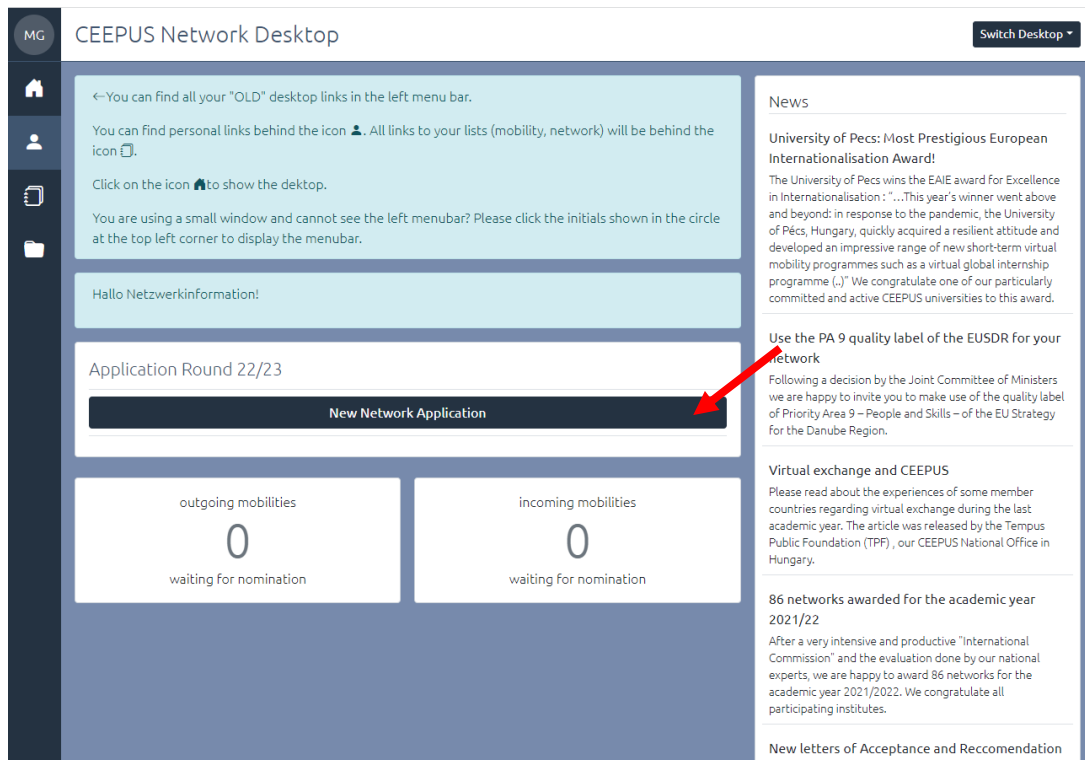 MG
CEEPUS Network Desktop
Switch Desktop
←You can find all your "OLD" desktop links in the left menu bar.
You can find personal links behind the icon . All links to your lists (mobility, network) will be behind the
icon .
Click on the icon to show the dektop.
You are using a small window and cannot see the left menubar? Please click the initials shown in the circle
at the top left corner to display the menubar.
Hallo Netzwerkinformation!
Application Round 22/23
New Network Application
outgoing mobilities
0
waiting for nomination
incoming mobilities
0
waiting for nomination
News
University of Pecs: Most Prestigious European
Internationalisation Award!
The University of Pecs wins the EAIE award for Excellence
in Internationalisation : "…This year's winner went above
and beyond: in response to the pandemic, the University
of Pécs, Hungary, quickly acquired a resilient attitude and
developed an impressive range of new short-term virtual
mobility programmes such as a virtual global internship
programme (..)" We congratulate one of our particularly
committed and active CEEPUS universities to this award.
Use the PA 9 quality label of the EUSDR for your
network
Following a decision by the Joint Committee of Ministers
we are happy to invite you to make use of the quality label
of Priority Area 9 – People and Skills – of the EU Strategy
for the Danube Region.
Virtual exchange and CEEPUS
Please read about the experiences of some member
countries regarding virtual exchange during the last
academic year. The article was released by the Tempus
Public Foundation (TPF) , our CEEPUS National Office in
Hungary.
86 networks awarded for the academic year
2021/22
After a very intensive and productive "International
Commission" and the evaluation done by our national
experts, we are happy to award 86 networks for the
academic year 2021/2022. We congratulate all
participating institutes.
New letters of Acceptance and Reccomendation